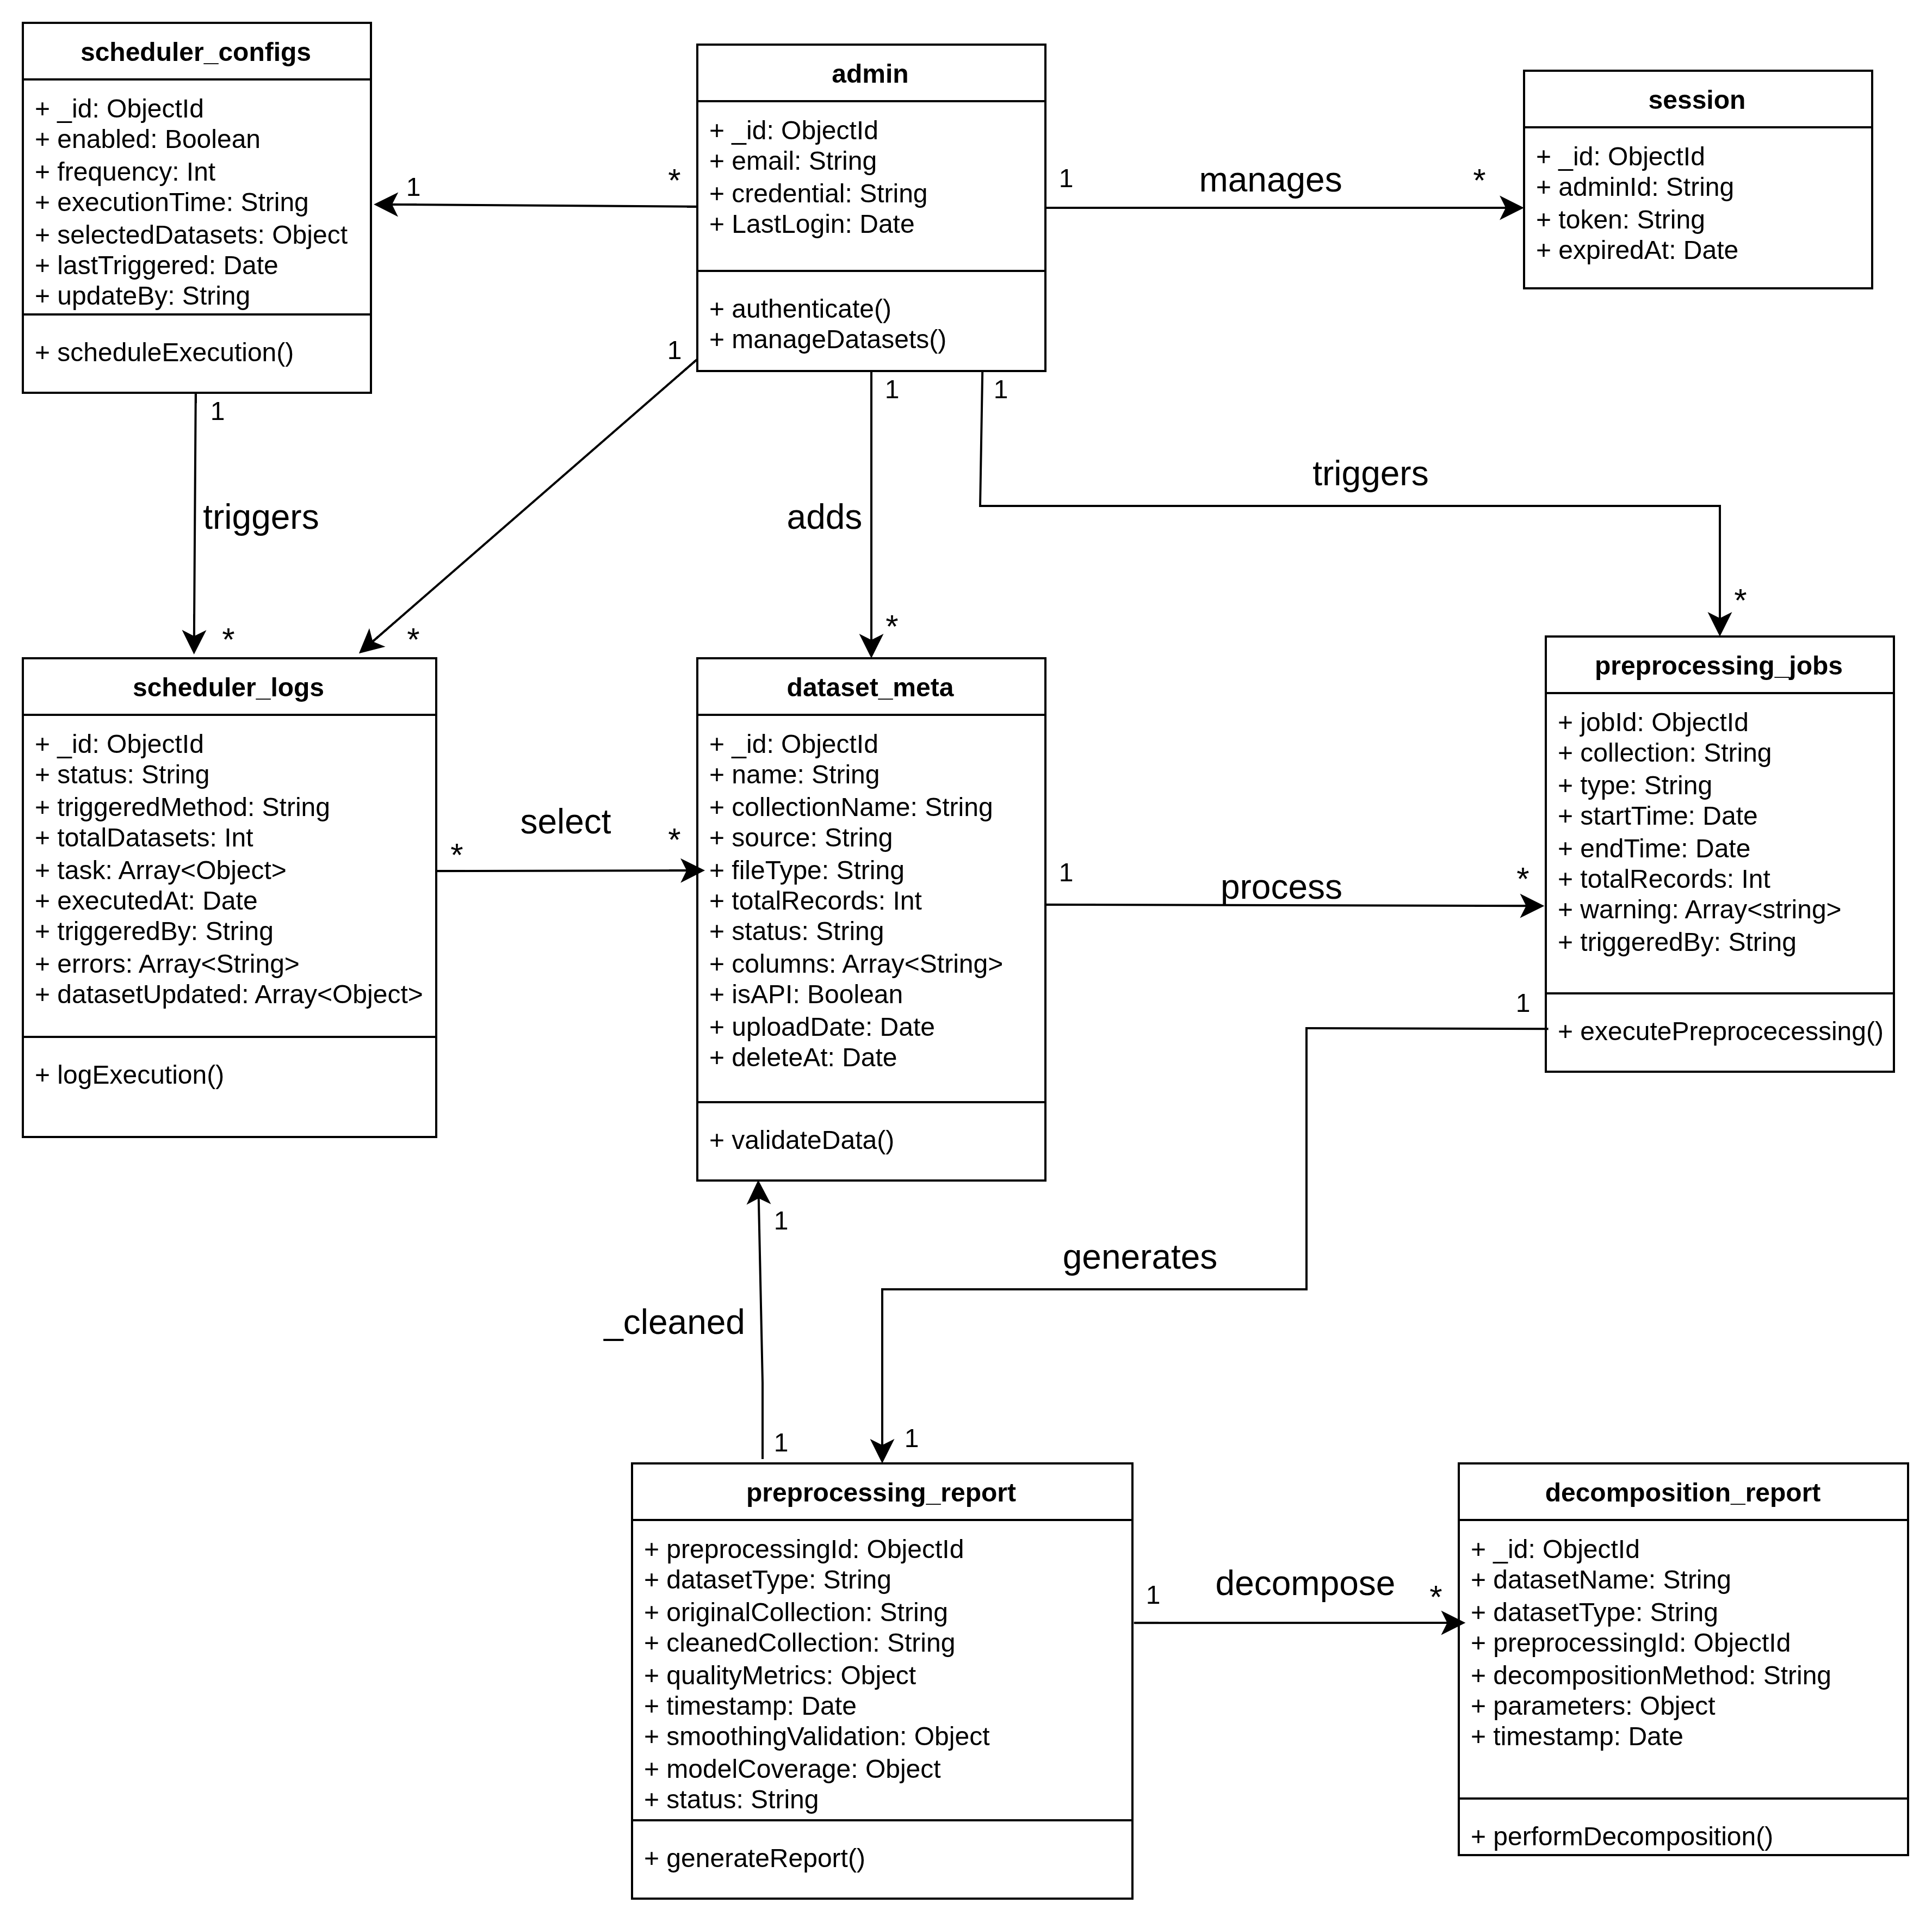 scheduler_configs
+ _id: ObjectId
+ enabled: Boolean
+ frequency: Int
+ executionTime: String
+ selectedDatasets: Object
+ lastTriggered: Date
+ updateBy: String
+ scheduleExecution()
admin
+ _id: ObjectId
+ email: String
+ credential: String
+ LastLogin: Date
+ authenticate()
+ manageDatasets()
session
+ _id: ObjectId
+ adminId: String
+ token: String
+ expiredAt: Date
1
*
1
manages
*
1
triggers
*
1
*
1
adds
*
1
triggers
*
scheduler_logs
+ _id: ObjectId
+ status: String
+ triggeredMethod: String
+ totalDatasets: Int
+ task: Array<Object>
+ executedAt: Date
+ triggeredBy: String
+ errors: Array<String>
+ datasetUpdated: Array<Object>
+ logExecution()
*
select
*
dataset_meta
+ _id: ObjectId
+ name: String
+ collectionName: String
+ source: String
+ fileType: String
+ totalRecords: Int
+ status: String
+ columns: Array<String>
+ isAPI: Boolean
+ uploadDate: Date
+ deleteAt: Date
+ validateData()
1
process
*
preprocessing_jobs
+ jobId: ObjectId
+ collection: String
+ type: String
+ startTime: Date
+ endTime: Date
+ totalRecords: Int
+ warning: Array<string>
+ triggeredBy: String
+ executePreprocecessing()
1
generates
1
1
_cleaned
1
preprocessing_report
+ preprocessingId: ObjectId
+ datasetType: String
+ originalCollection: String
+ cleanedCollection: String
+ qualityMetrics: Object
+ timestamp: Date
+ smoothingValidation: Object
+ modelCoverage: Object
+ status: String
+ generateReport()
1
decompose
*
decomposition_report
+ _id: ObjectId
+ datasetName: String
+ datasetType: String
+ preprocessingId: ObjectId
+ decompositionMethod: String
+ parameters: Object
+ timestamp: Date
+ performDecomposition()